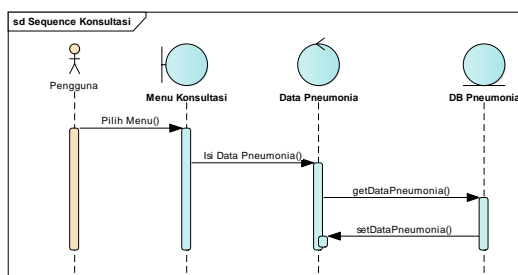 sd Sequence Konsultasi
Pengguna
Menu Konsultasi
Data Pneumonia
DB Pneumonia
Pilih Menu()
Isi Data Pneumonia()
getDataPneumonia()
setDataPneumonia()